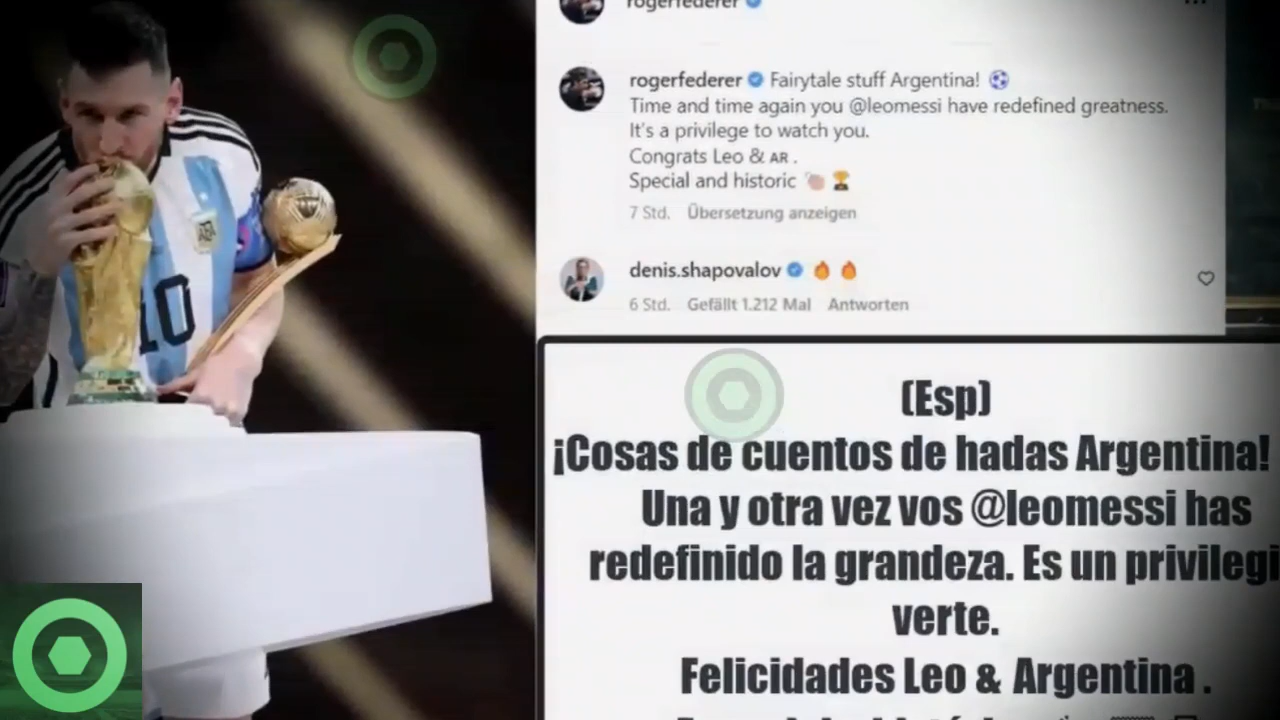 rogerfederer
rogerfederer Fairytale stuff Argentina! ⚽
Time and time again you @leomessi have redefined greatness.
It's a privilege to watch you.
Congrats Leo & AR .
Special and historic 👏🏼 🏆
7 Std. Übersetzung anzeigen
denis.shapovalov 🔥 🔥
6 Std. Gefällt 1.212 Mal Antworten
(Esp)
¡Cosas de cuentos de hadas Argentina!
Una y otra vez vos @leomessi has
redefinido la grandeza. Es un privilegi
verte.
Felicidades Leo & Argentina .
10
AFA